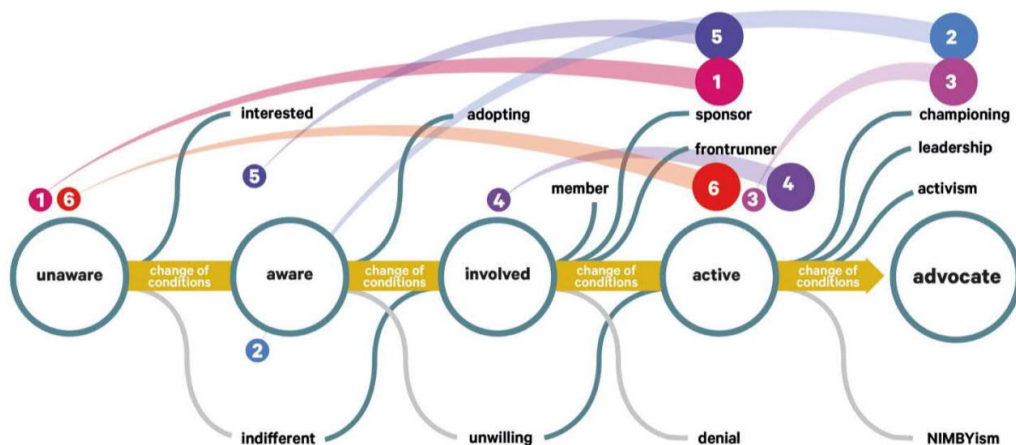 5
2
1
3
interested
adopting
sponsor
championing
frontrunner
leadership
5
member
6
3
4
activism
1
6
4
unaware
change of
conditions
aware
change of
conditions
involved
change of
conditions
active
change of
conditions
advocate
2
indifferent
unwilling
denial
NIMBYism